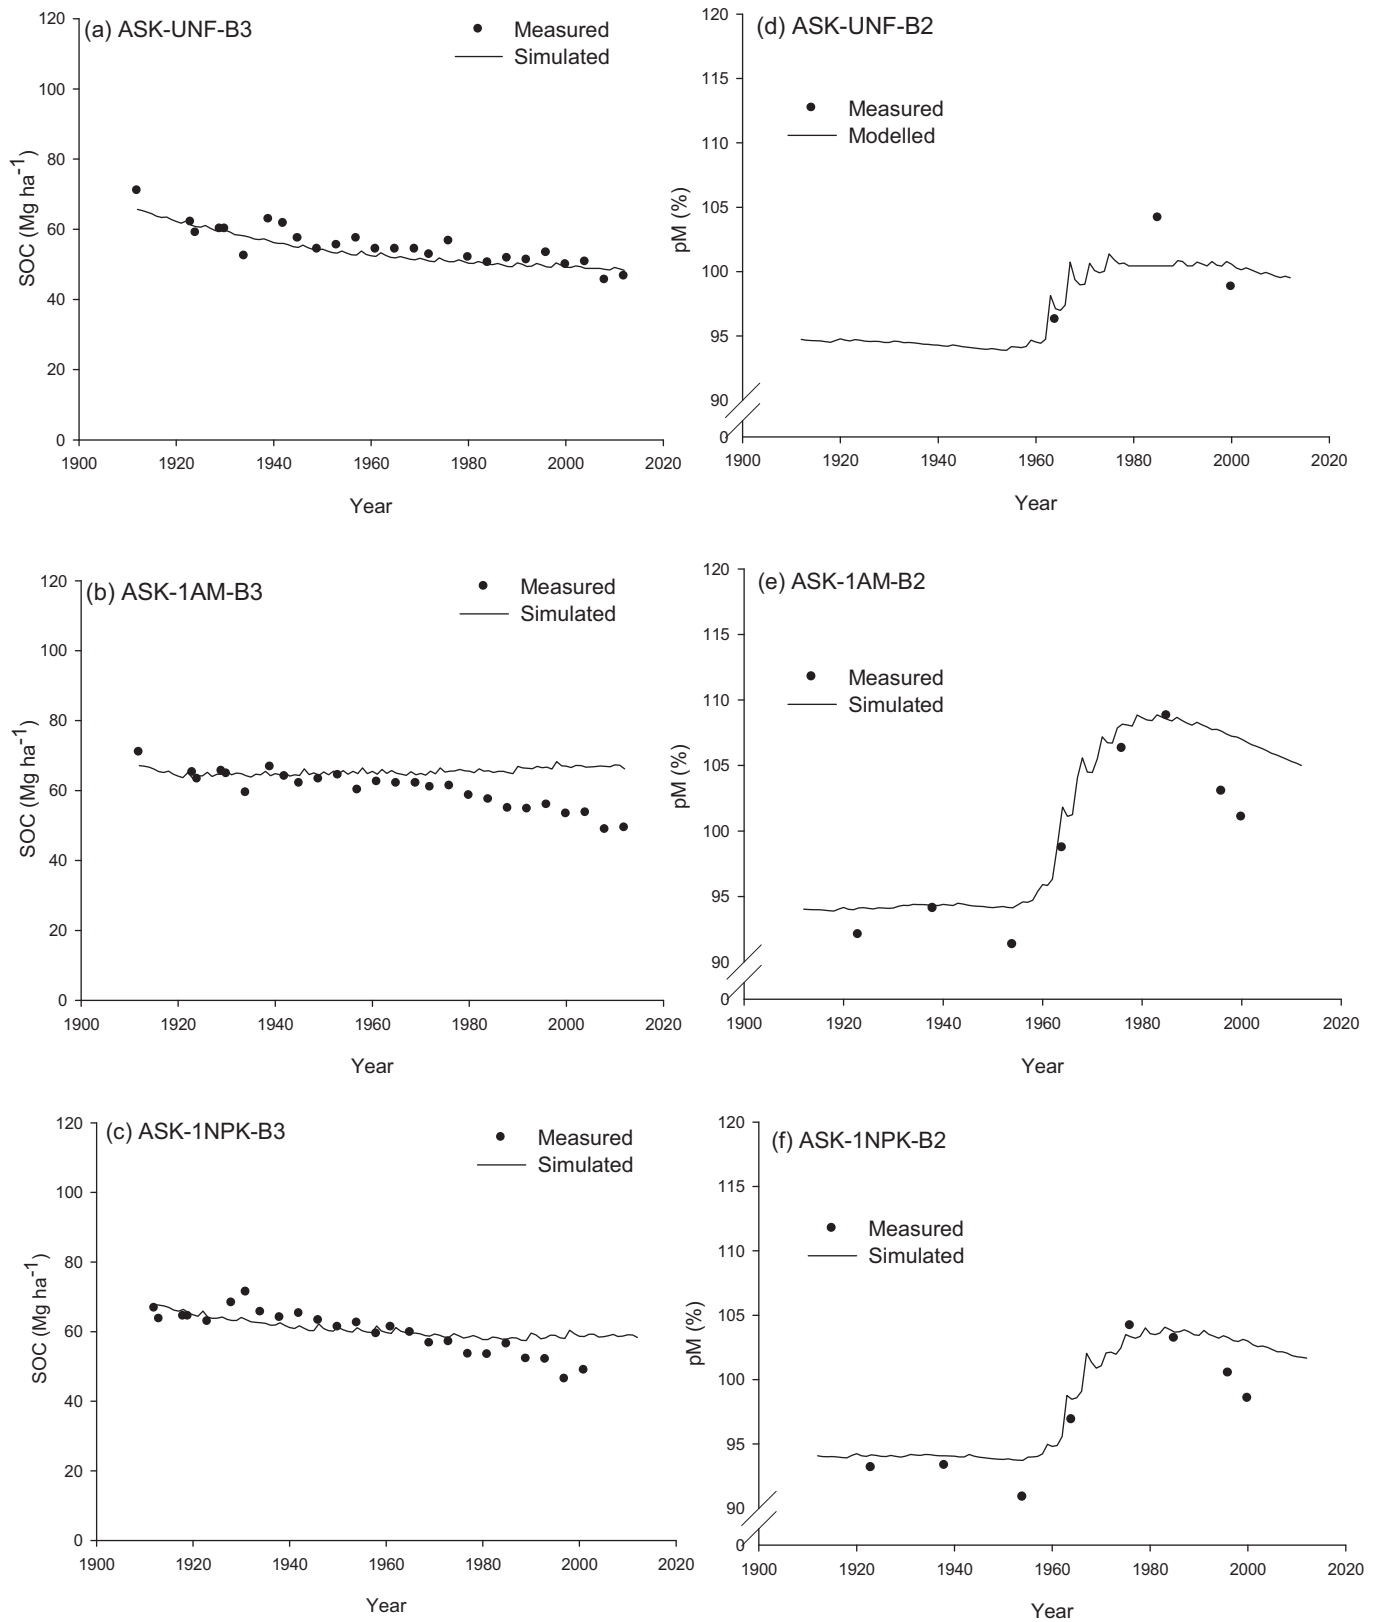 (a) ASK-UNF-B3
Measured
Simulated
120
100
80
60
40
20
0
SOC (Mg ha-1)
1900 1920 1940 1960 1980 2000 2020
Year
(d) ASK-UNF-B2
Measured
Modelled
120
115
110
105
100
95
90
0
pM (%)
1900 1920 1940 1960 1980 2000 2020
Year
(b) ASK-1AM-B3
Measured
Simulated
120
100
80
60
40
20
0
SOC (Mg ha-1)
1900 1920 1940 1960 1980 2000 2020
Year
(e) ASK-1AM-B2
Measured
Simulated
120
115
110
105
100
95
90
0
pM (%)
1900 1920 1940 1960 1980 2000 2020
Year
(c) ASK-1NPK-B3
Measured
Simulated
120
100
80
60
40
20
0
SOC (Mg ha-1)
1900 1920 1940 1960 1980 2000 2020
Year
(f) ASK-1NPK-B2
Measured
Simulated
120
115
110
105
100
95
90
0
pM (%)
1900 1920 1940 1960 1980 2000 2020
Year